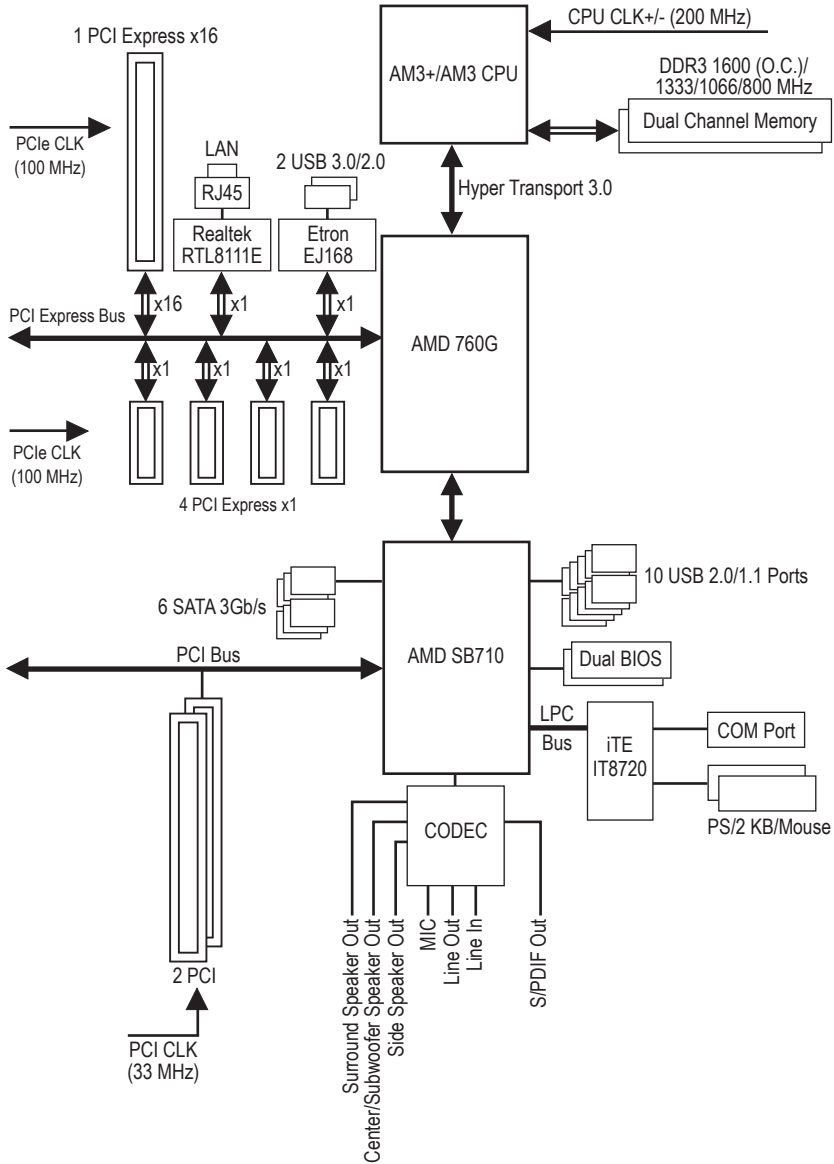 1 PCI Express x16
CPU CLK+/- (200 MHz)
AM3+/AM3 CPU
DDR3 1600 (O.C.)/
1333/1066/800 MHz
Dual Channel Memory
PCIe CLK
(100 MHz)
LAN
RJ45
Realtek
RTL8111E
2 USB 3.0/2.0
Etron
EJ168
Hyper Transport 3.0
x16
x1
x1
PCI Express Bus
AMD 760G
x1
x1
x1
x1
PCIe CLK
(100 MHz)
4 PCI Express x1
6 SATA 3Gb/s
10 USB 2.0/1.1 Ports
AMD SB710
Dual BIOS
PCI Bus
LPC
Bus
iTE
IT8720
COM Port
PS/2 KB/Mouse
CODEC
Surround Speaker Out
Center/Subwoofer Speaker Out
Side Speaker Out
MIC
Line Out
Line In
S/PDIF Out
2 PCI
PCI CLK
(33 MHz)